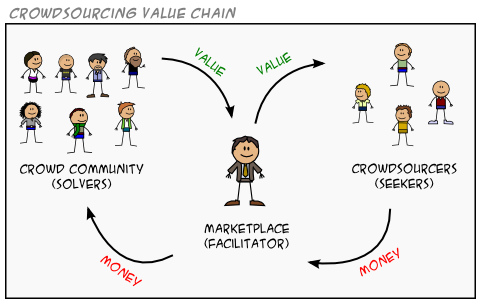 CROWDSOURCING VALUE CHAIN
VALUE
VALUE
CROWD COMMUNITY
(SOLVERS)
CROWDSOURCERS
(SEEKERS)
MARKETPLACE
(FACILITATOR)
MONEY
MONEY